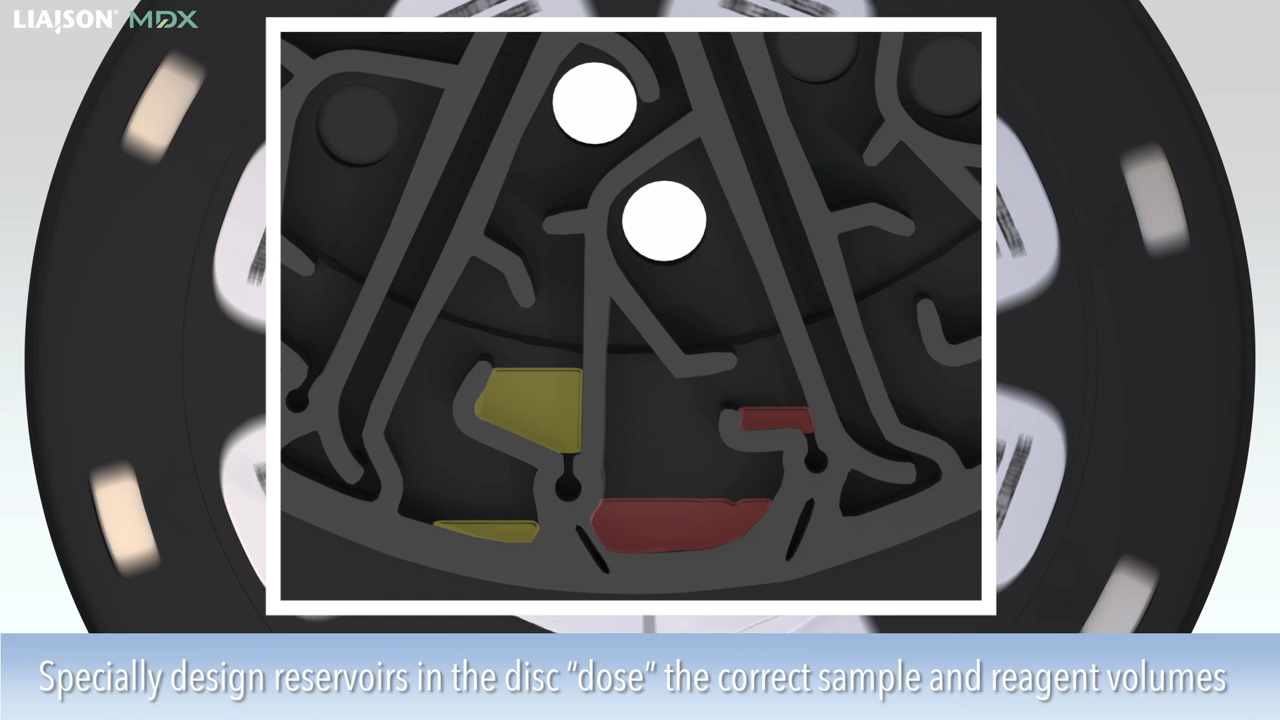 LIAISON® MDX
Specially design reservoirs in the disc “dose” the correct sample and reagent volumes